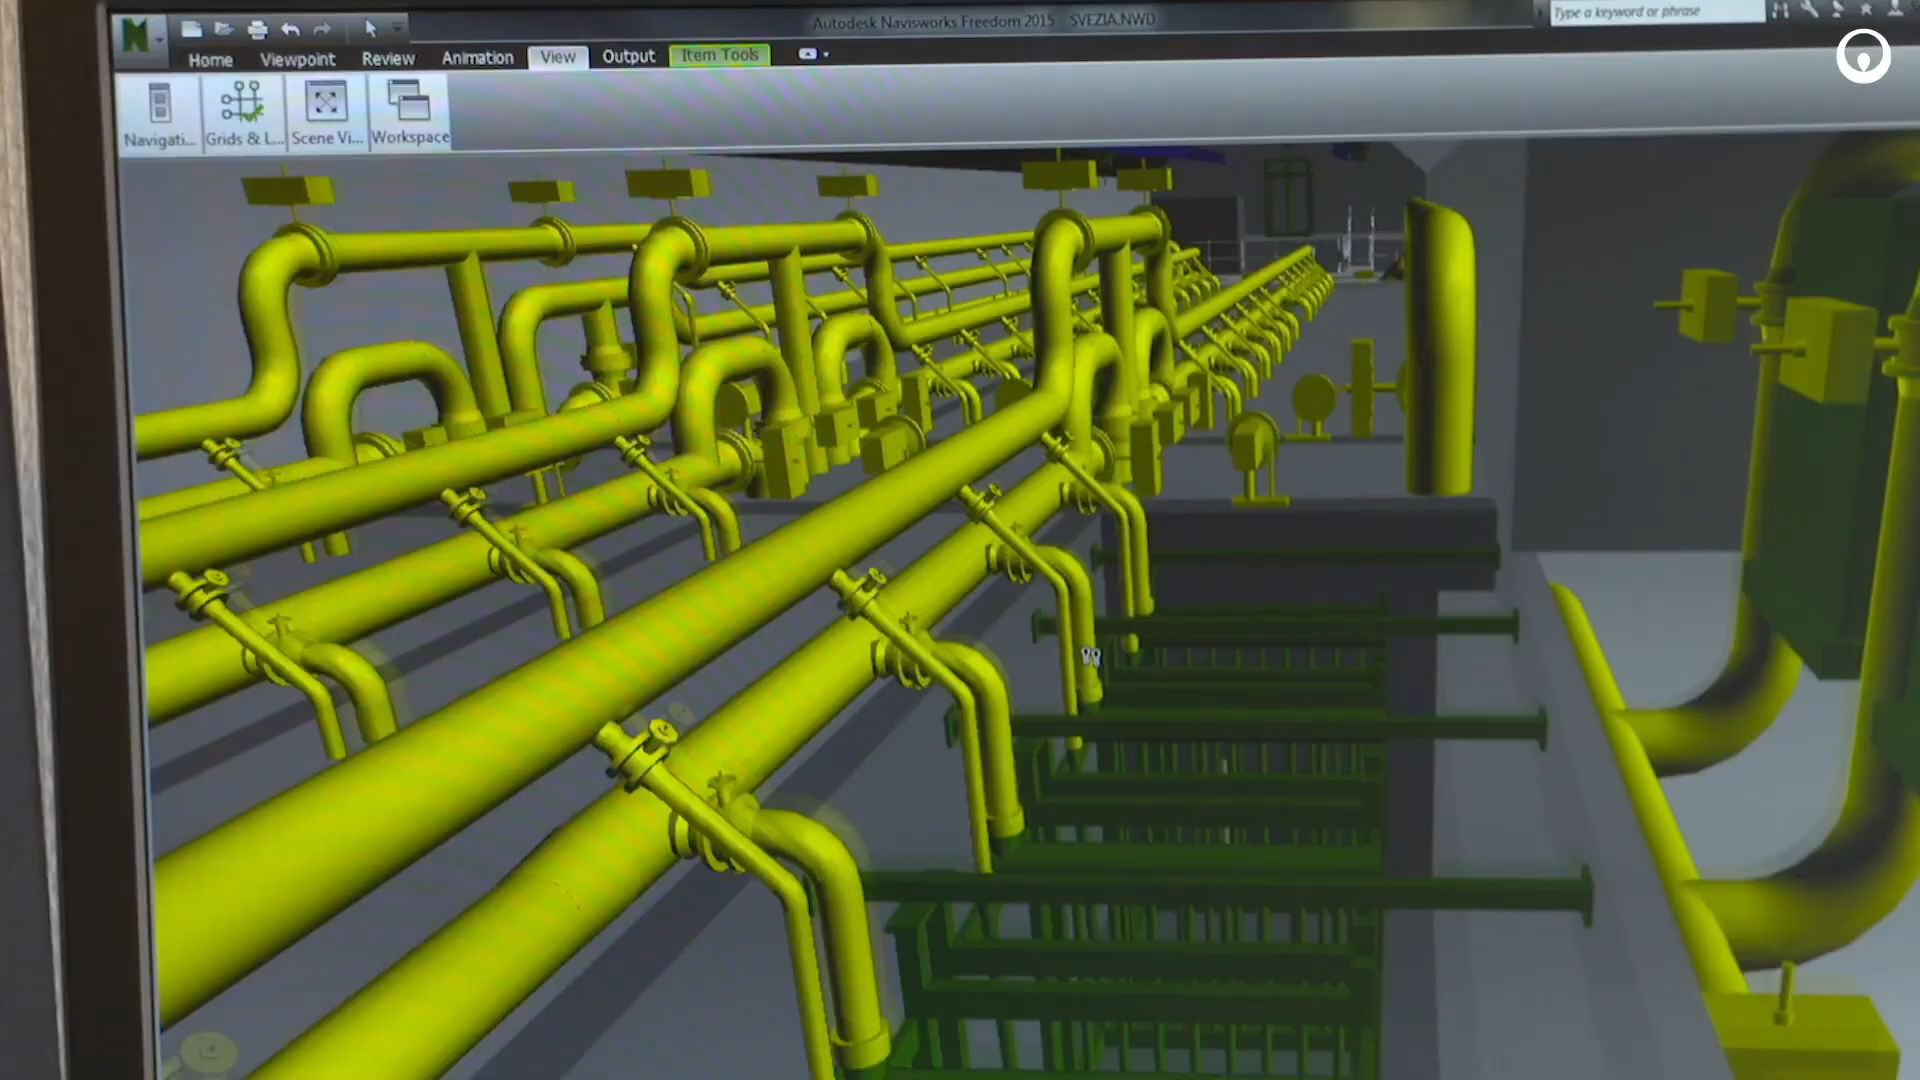 Autodesk Navisworks Freedom 2015 SVEZIA.NWD
Type a keyword or phrase
Home Viewpoint Review Animation View Output Item Tools
Navigati... Grids & L... Scene Vi... Workspace